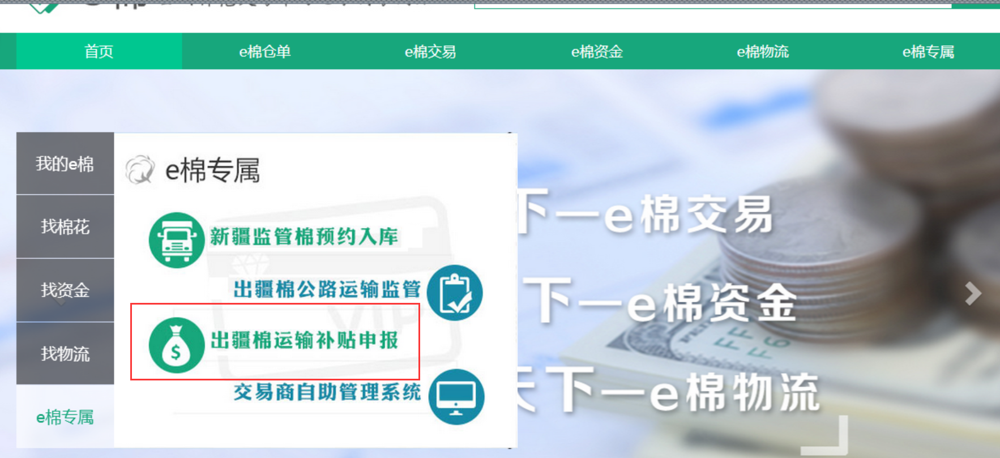 首页 e棉仓单 e棉交易 e棉资金 e棉物流 e棉专属
我的e棉
找棉花
找资金
找物流
e棉专属
e棉专属
新疆监管棉预约入库
出疆棉公路运输监管
VIP
出疆棉运输补贴申报
交易商自助管理系统
下一e棉交易
下一e棉资金
天下一e棉物流